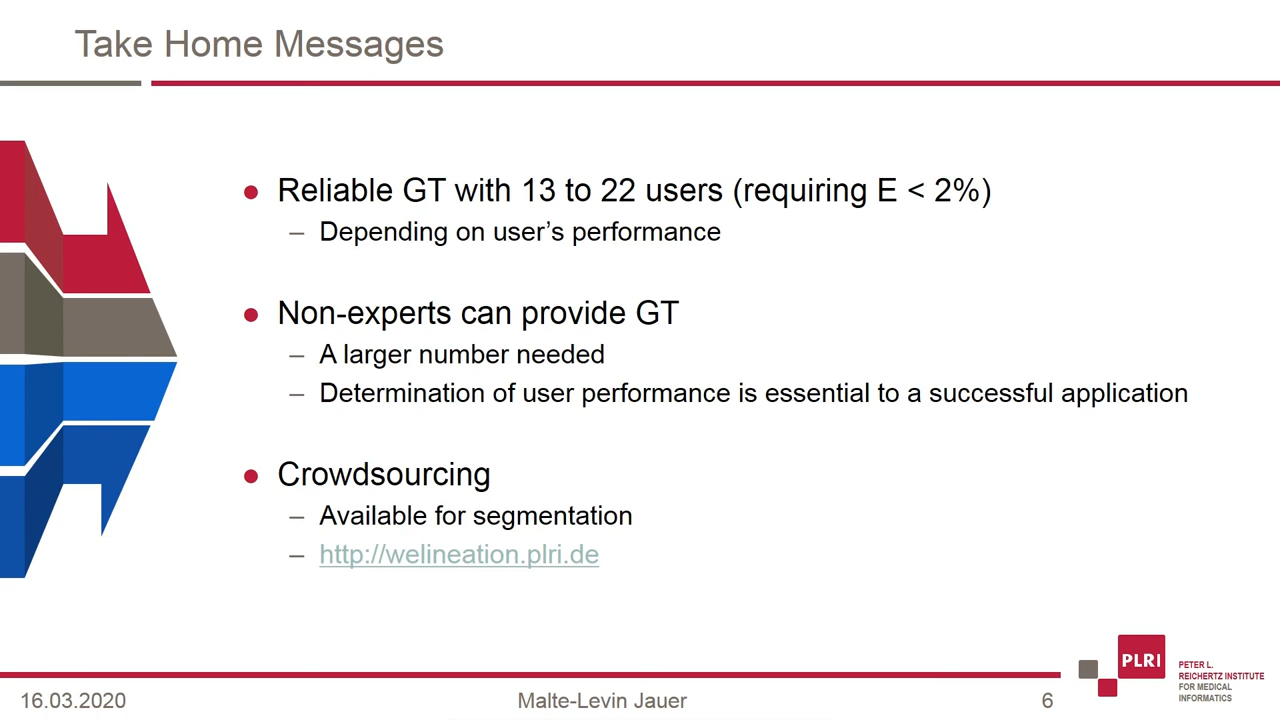 Take Home Messages
● Reliable GT with 13 to 22 users (requiring E < 2%)
– Depending on user’s performance
● Non-experts can provide GT
– A larger number needed
– Determination of user performance is essential to a successful application
● Crowdsourcing
– Available for segmentation
– http://welineation.plri.de
16.03.2020
Malte-Levin Jauer
6
PLRI
PETER L.
REICHERTZ INSTITUTE
FOR MEDICAL
INFORMATICS